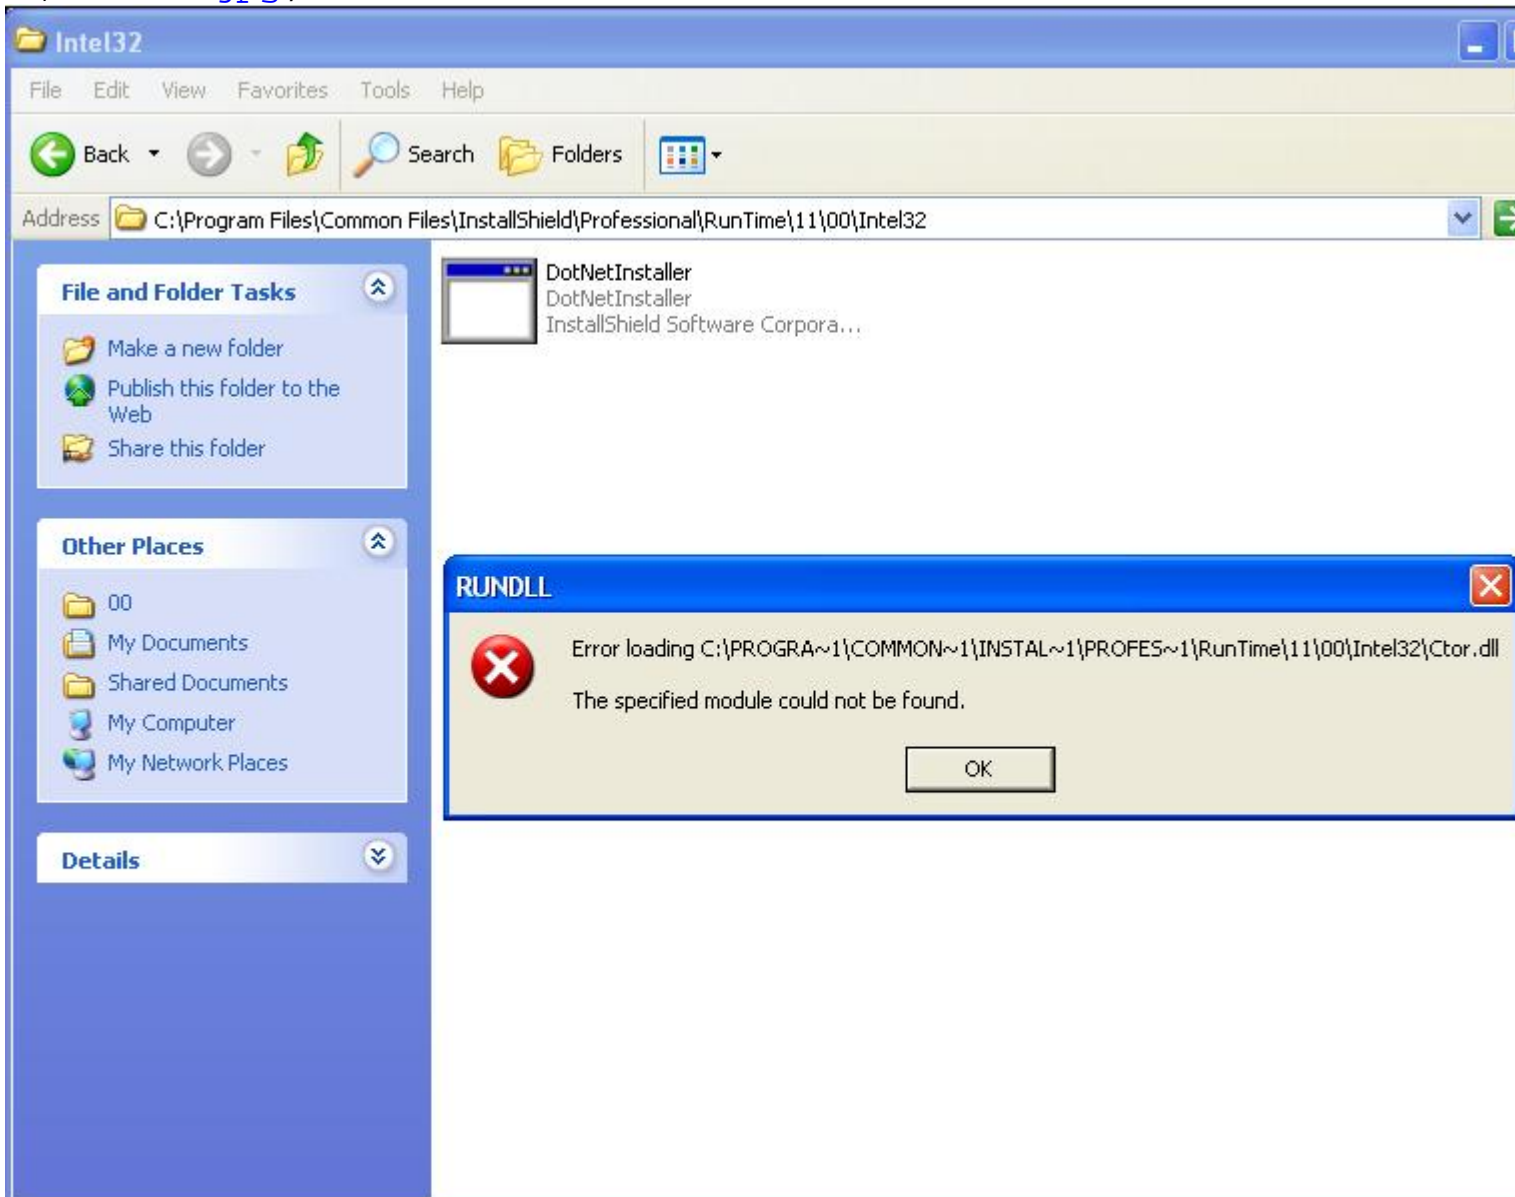 Intel32
File Edit View Favorites Tools Help
Back Search Folders
Address C:\Program Files\Common Files\InstallShield\Professional\RunTime\11\00\Intel32
File and Folder Tasks
Make a new folder
Publish this folder to the
Web
Share this folder
Other Places
00
My Documents
Shared Documents
My Computer
My Network Places
Details
DotNetInstaller
DotNetInstaller
InstallShield Software Corpora...
RUNDLL
Error loading C:\PROGRA~1\COMMON~1\INSTAL~1\PROFES~1\RunTime\11\00\Intel32\Ctor.dll
The specified module could not be found.
OK